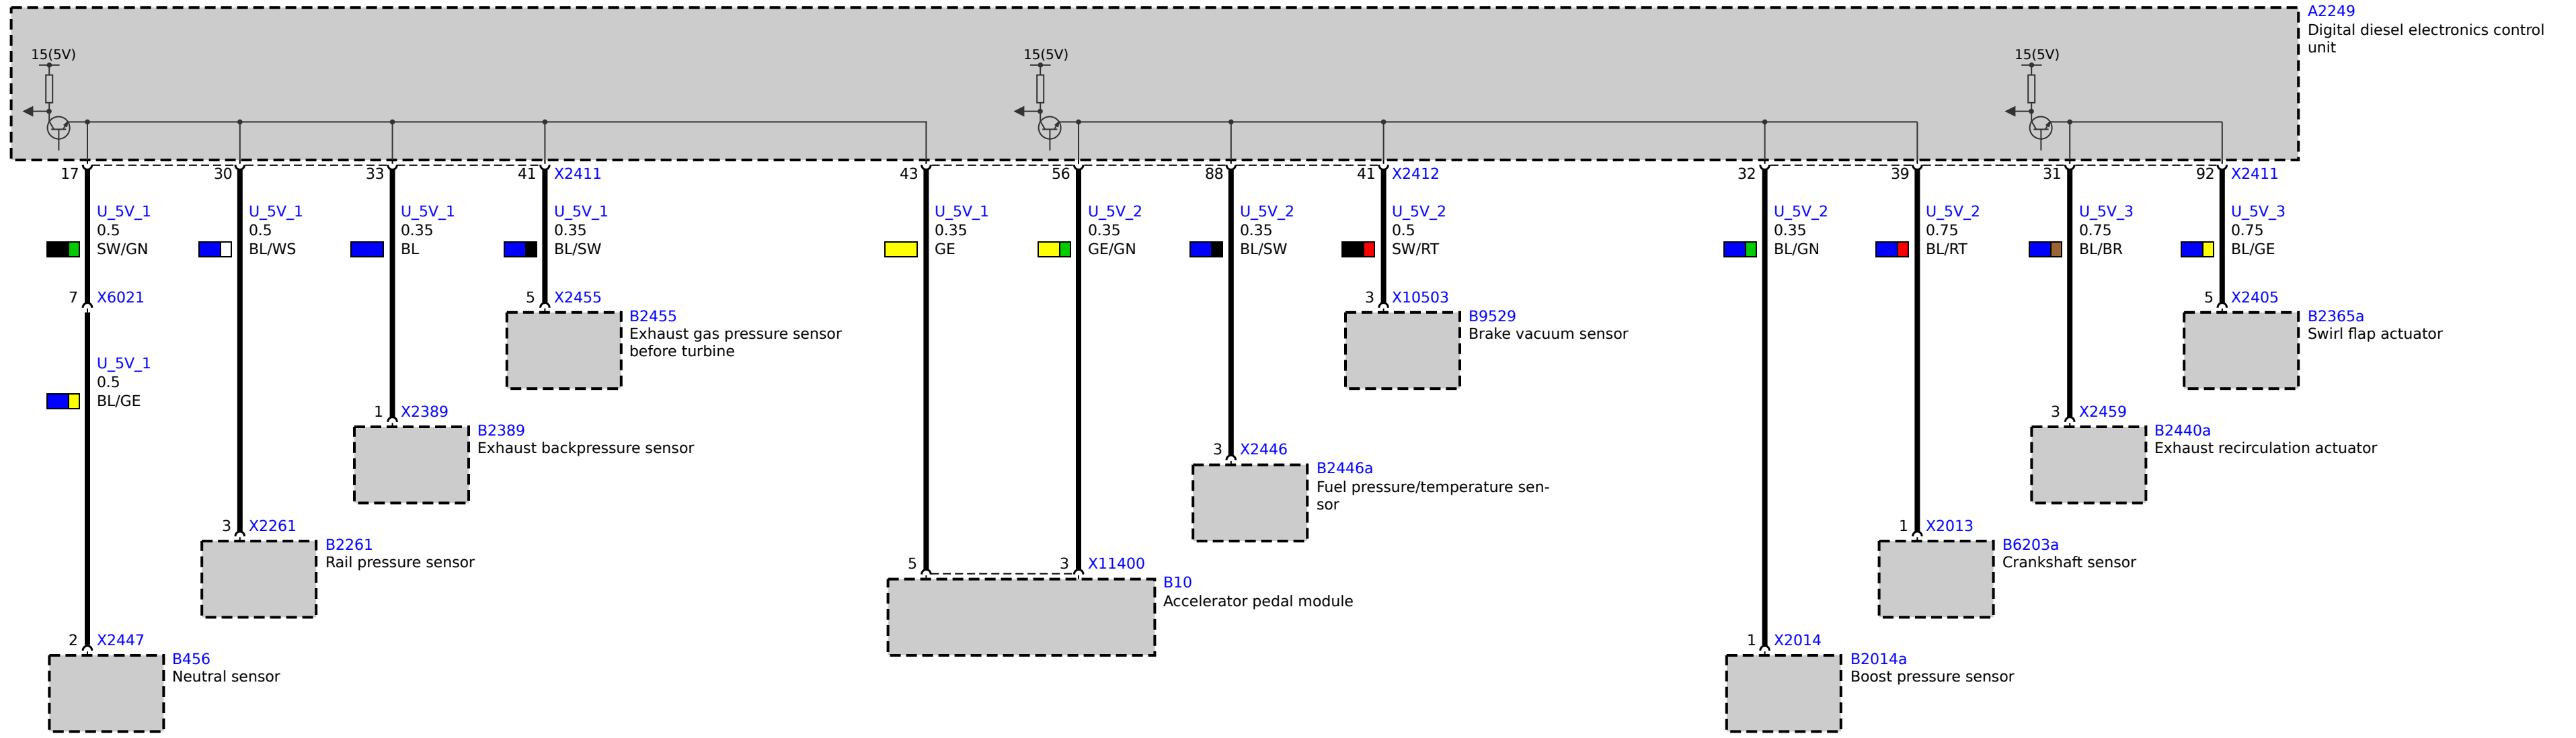 A2249
Digital diesel electronics control
unit
15(5V)
15(5V)
15(5V)
17
30
33
41 X2411
43
56
88
41 X2412
32
39
31
92 X2411
U_5V_1
0.5
SW/GN
U_5V_1
0.5
BL/WS
U_5V_1
0.35
BL
U_5V_1
0.35
BL/SW
U_5V_1
0.35
GE
U_5V_2
0.35
GE/GN
U_5V_2
0.35
BL/SW
U_5V_2
0.5
SW/RT
U_5V_2
0.35
BL/GN
U_5V_2
0.75
BL/RT
U_5V_3
0.75
BL/BR
U_5V_3
0.75
BL/GE
7 X6021
U_5V_1
0.5
BL/GE
5 X2455
B2455
Exhaust gas pressure sensor
before turbine
3 X10503
B9529
Brake vacuum sensor
5 X2405
B2365a
Swirl flap actuator
1 X2389
B2389
Exhaust backpressure sensor
3 X2446
B2446a
Fuel pressure/temperature sen-
sor
3 X2459
B2440a
Exhaust recirculation actuator
3 X2261
B2261
Rail pressure sensor
5
3 X11400
B10
Accelerator pedal module
1 X2013
B6203a
Crankshaft sensor
2 X2447
B456
Neutral sensor
1 X2014
B2014a
Boost pressure sensor